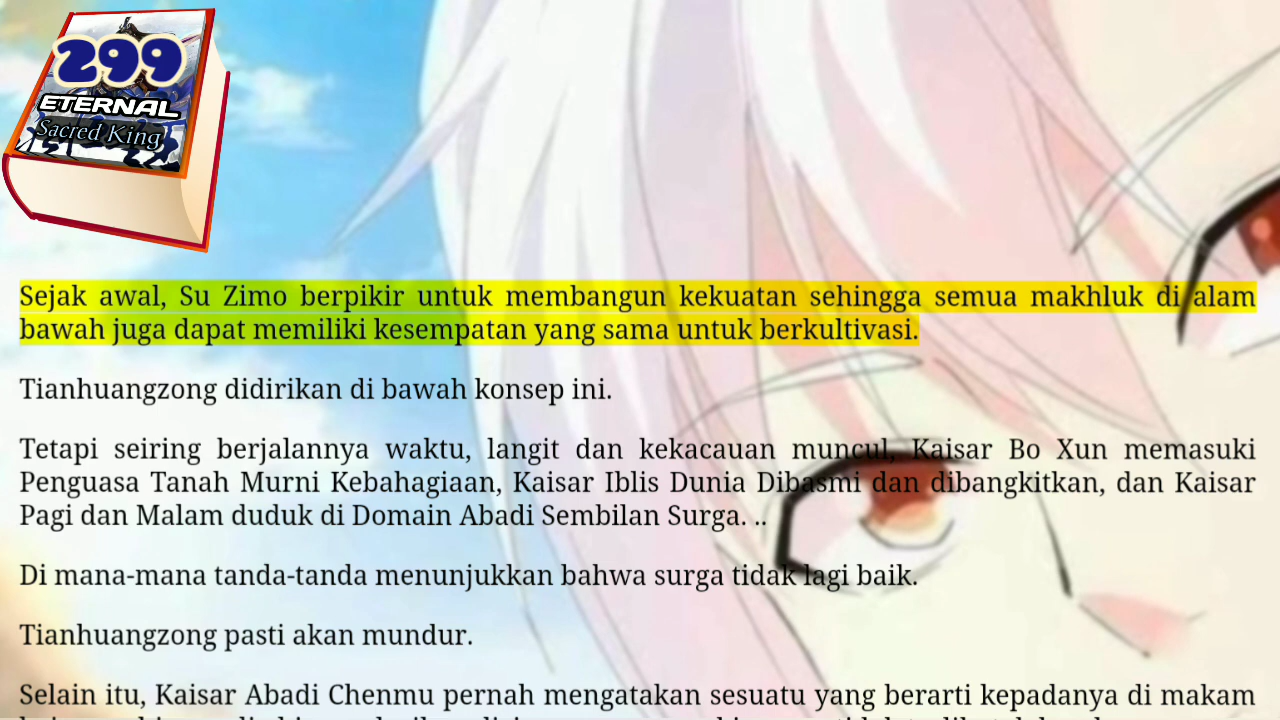 299
ETERNAL
Sacred King
Sejak awal, Su Zimo berpikir untuk membangun kekuatan sehingga semua makhluk di alam
bawah juga dapat memiliki kesempatan yang sama untuk berkultivasi.
Tianhuangzong didirikan di bawah konsep ini.
Tetapi seiring berjalannya waktu, langit dan kekacauan muncul, Kaisar Bo Xun memasuki
Penguasa Tanah Murni Kebahagiaan, Kaisar Iblis Dunia Dibasmi dan dibangkitkan, dan Kaisar
Pagi dan Malam duduk di Domain Abadi Sembilan Surga. ..
Di mana-mana tanda-tanda menunjukkan bahwa surga tidak lagi baik.
Tianhuangzong pasti akan mundur.
Selain itu, Kaisar Abadi Chenmu pernah mengatakan sesuatu yang berarti kepadanya di makam